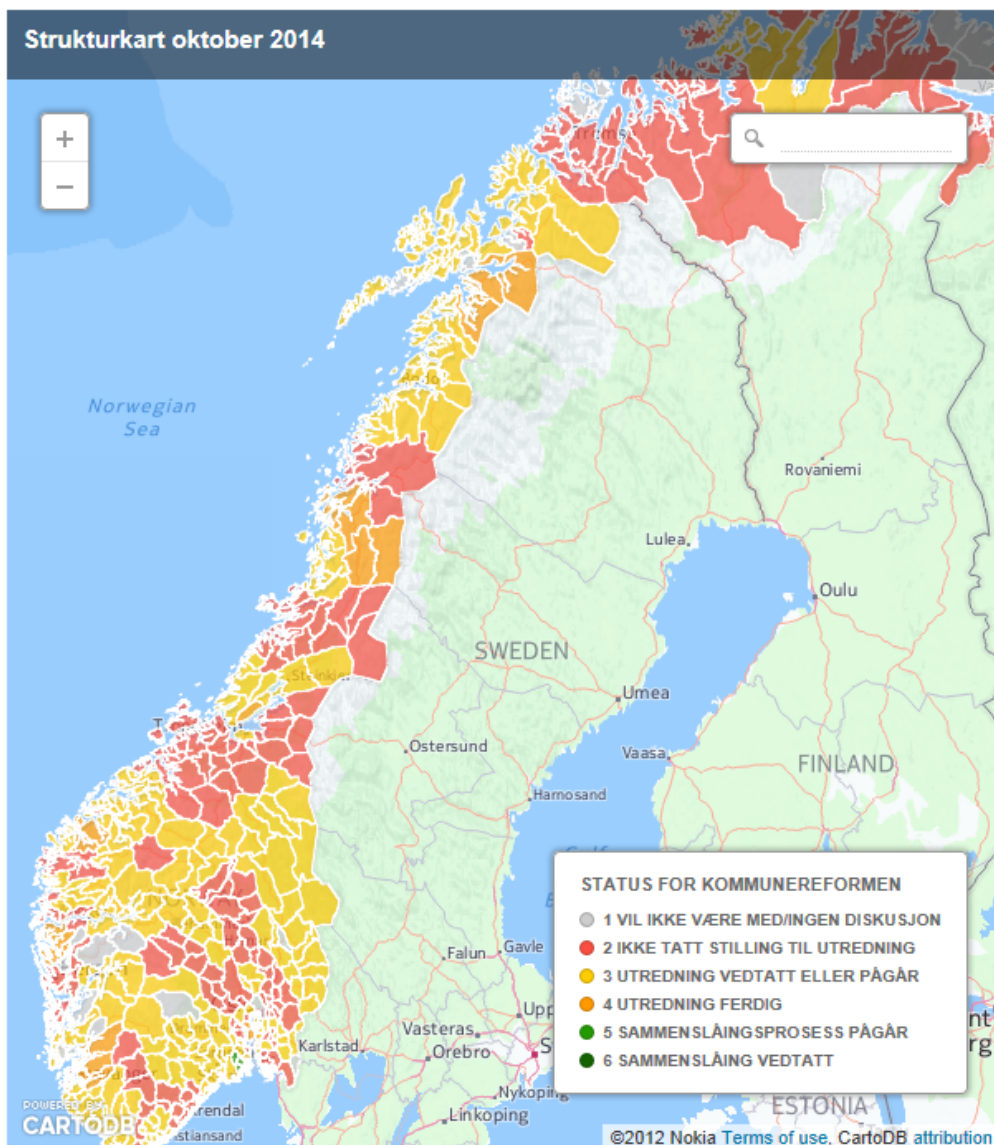 Strukturkart oktober 2014
+
−
Norwegian
Sea
Rovaniemi
Lulea
Oulu
SWEDEN
Umea
Ostersund
Vaasa
FINLAND
Harnosand
STATUS FOR KOMMUNEREFORMEN
1 VIL IKKE VÆRE MED/INGEN DISKUSJON
2 IKKE TATT STILLING TIL UTREDNING
3 UTREDNING VEDTATT ELLER PÅGÅR
4 UTREDNING FERDIG
5 SAMMENSLÅINGSPROSESS PÅGÅR
6 SAMMENSLÅING VEDTATT
Falun
Gavle
Upp
Vasteras
Karlstad
Orebro
Nykoping
Linkoping
ESTONIA
POWERED BY
CARTODB
©2012 Nokia Terms of use, CartoDB attribution